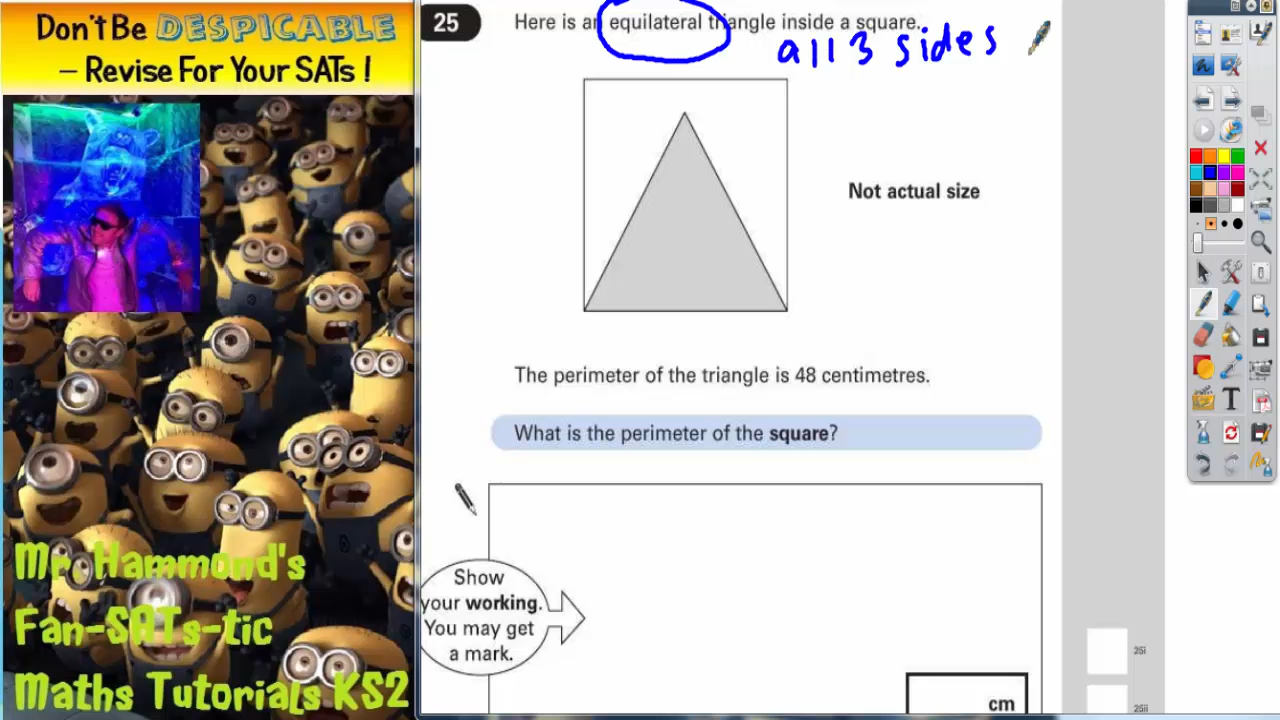 Don't Be DESPICABLE
– Revise For Your SATs !
Mr. Hammond's
Fan-SATs-tic
Maths Tutorials KS2
25
Here is an equilateral triangle inside a square.
all 3 sides
Not actual size
The perimeter of the triangle is 48 centimetres.
What is the perimeter of the square?
Show
your working.
You may get
a mark.
cm
25i
25ii